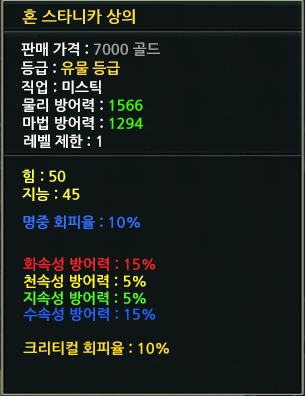 혼 스타니카 상의
판매 가격 : 7000 골드
등급 : 유물 등급
직업 : 미스틱
물리 방어력 : 1566
마법 방어력 : 1294
레벨 제한 : 1
힘 : 50
지능 : 45
명중 회피율 : 10%
화속성 방어력 : 15%
천속성 방어력 : 5%
지속성 방어력 : 5%
수속성 방어력 : 15%
크리티컬 회피율 : 10%